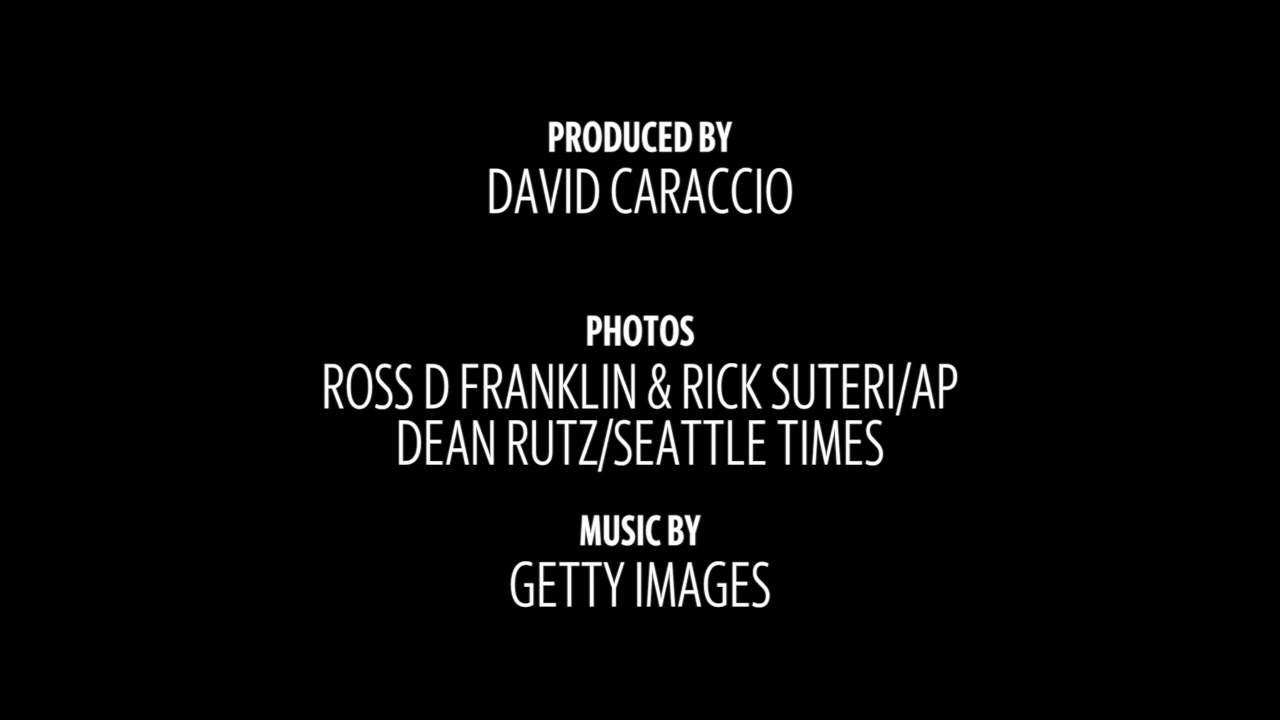 PRODUCED BY
DAVID CARACCIO
PHOTOS
ROSS D FRANKLIN & RICK SUTERI/AP
DEAN RUTZ/SEATTLE TIMES
MUSIC BY
GETTY IMAGES